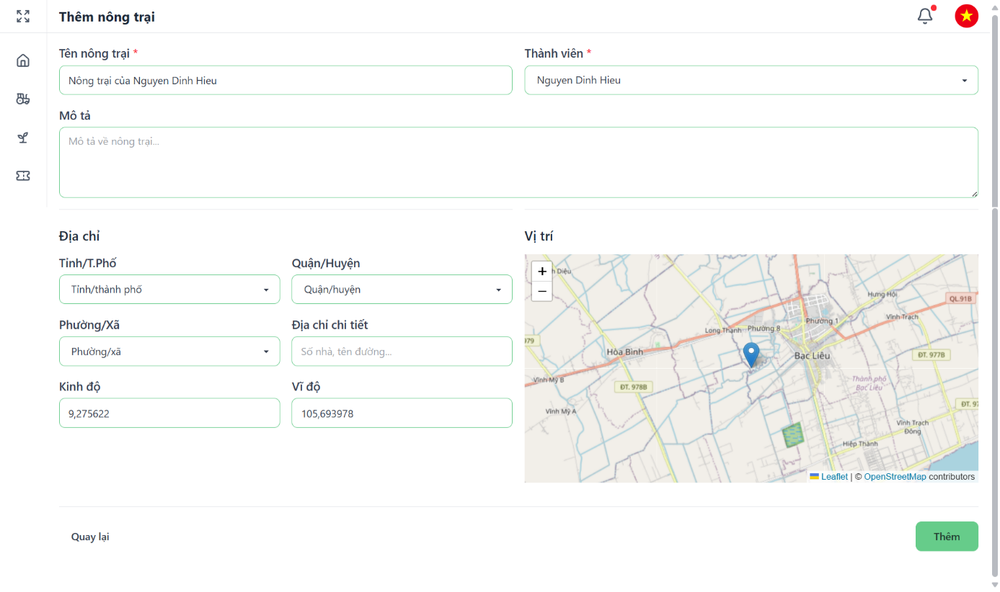 Thêm nông trại
Tên nông trại *
Thành viên *
Nông trại của Nguyen Dinh Hieu
Nguyen Dinh Hieu
Mô tả
Mô tả về nông trại...
Địa chỉ
Vị trí
Tỉnh/T.Phố
Quận/Huyện
Tỉnh/thành phố
Quận/huyện
Phường/Xã
Địa chỉ chi tiết
Phường/xã
Số nhà, tên đường...
Kinh độ
Vĩ độ
9,275622
105,693978
+
−
Diệu
Hưng Hội
QL.91B
Phường 1
Vĩnh Trạch
Long Thạnh
Phường 8
979
Hòa Bình
Bạc Liêu
ĐT. 977B
Vĩnh Mỹ B
ĐT. 978B
Thành phố
Bạc Liêu
Vĩnh Mỹ A
ĐT. 97
Vĩnh Trạch
Đông
Hiệp Thành
Leaflet | © OpenStreetMap contributors
Quay lại
Thêm